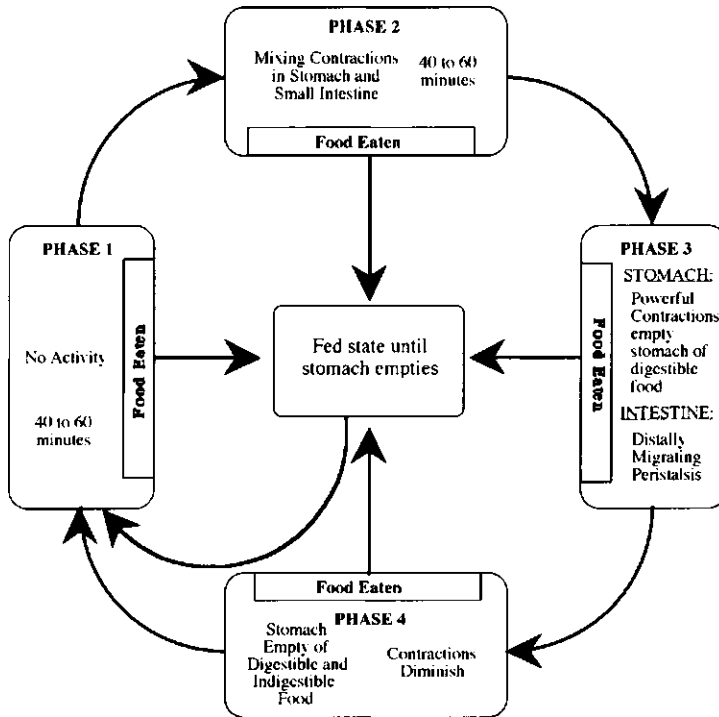 PHASE 2
Mixing Contractions
in Stomach and
Small Intestine
40 to 60
minutes
Food Eaten
PHASE 1
No Activity
40 to 60
minutes
Food Eaten
Fed state until
stomach empties
PHASE 3
STOMACH:
Powerful
Contractions
empty
stomach of
digestible
food
INTESTINE:
Distally
Migrating
Peristalsis
Food Eaten
Food Eaten
PHASE 4
Stomach
Empty of
Digestible and
Indigestible
Food
Contractions
Diminish